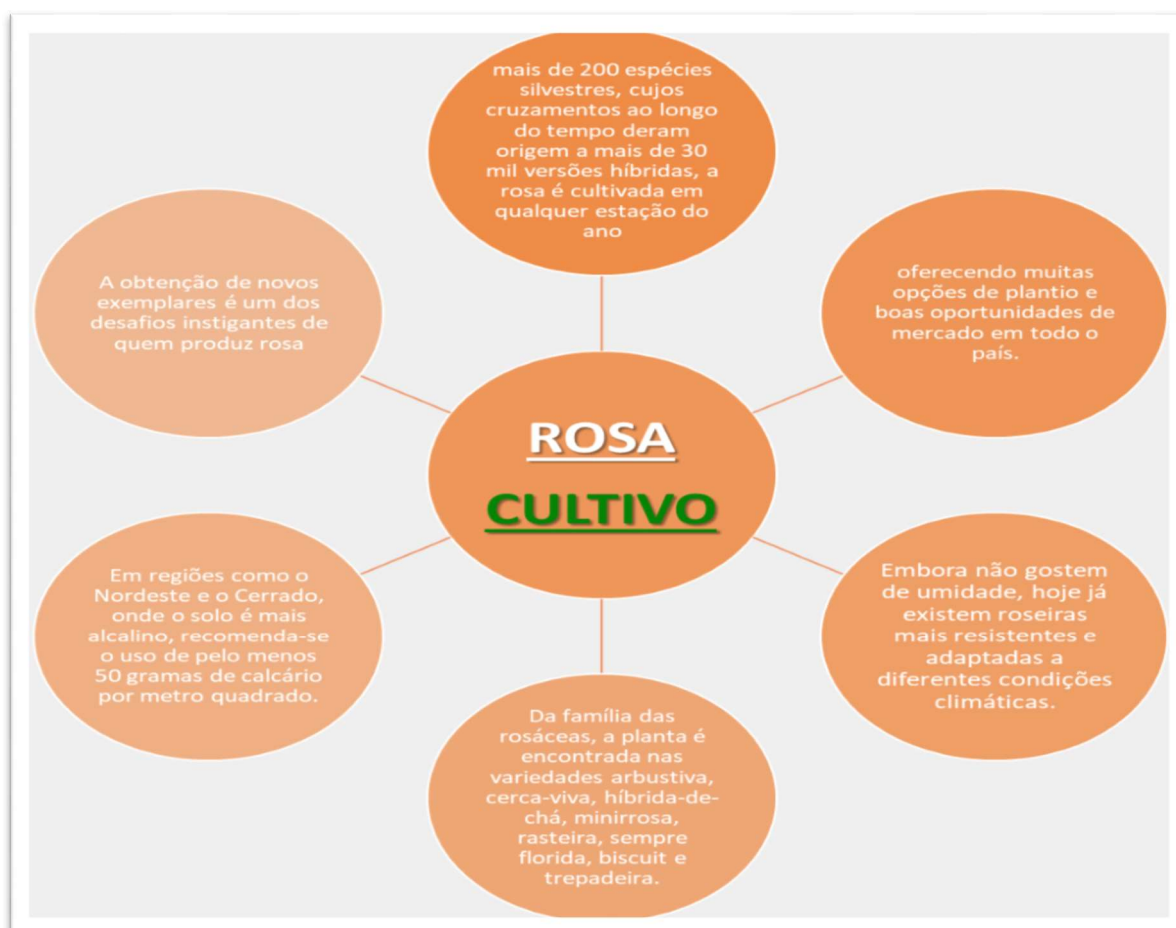 mais de 200 espécies
silvestres, cujos
cruzamentos ao longo
do tempo deram
origem a mais de 30
mil versões híbridas, a
rosa é cultivada em
qualquer estação do
ano
oferecendo muitas
opções de plantio e
boas oportunidades de
mercado em todo o
país.
Embora não gostem
de umidade, hoje já
existem roseiras
mais resistentes e
adaptadas a
diferentes condições
climáticas.
Da família das
rosáceas, a planta é
encontrada nas
variedades arbustiva,
cerca-viva, híbrida-de-
chá, minirrosa,
rasteira, sempre
florida, biscuit e
trepadeira.
Em regiões como o
Nordeste e o Cerrado,
onde o solo é mais
alcalino, recomenda-se
o uso de pelo menos
50 gramas de calcário
por metro quadrado.
A obtenção de novos
exemplares é um dos
desafios instigantes de
quem produz rosa
ROSA
CULTIVO